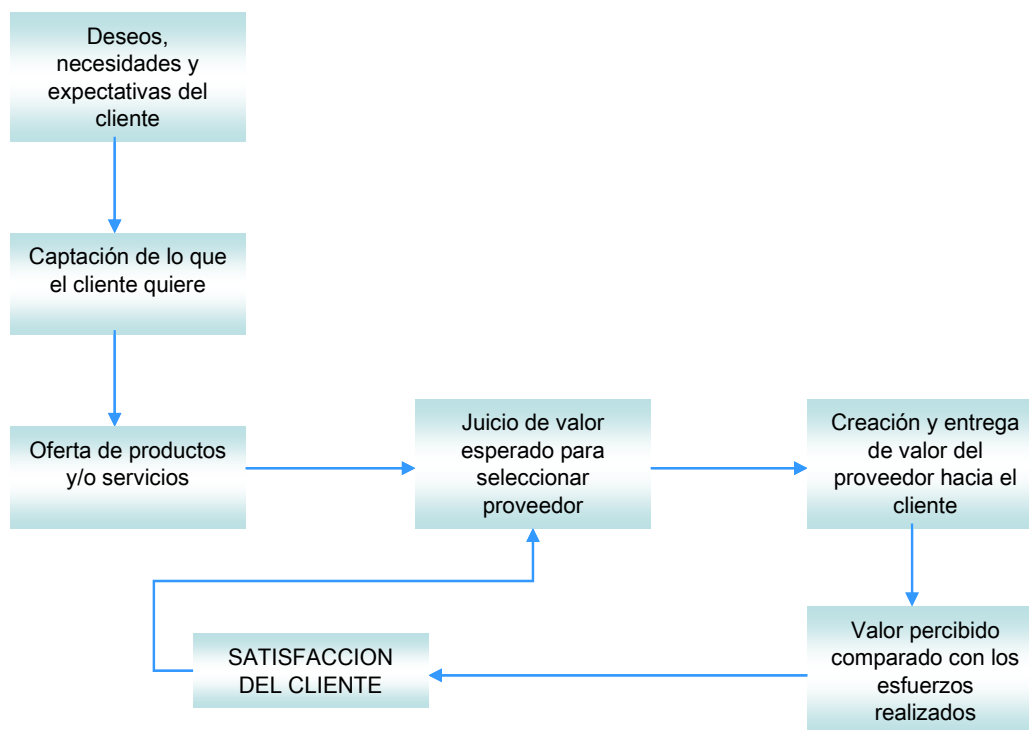 Deseos,
necesidades y
expectativas del
cliente
Captación de lo que
el cliente quiere
Oferta de productos
y/o servicios
Juicio de valor
esperado para
seleccionar
proveedor
Creación y entrega
de valor del
proveedor hacia el
cliente
Valor percibido
comparado con los
esfuerzos
realizados
SATISFACCION
DEL CLIENTE